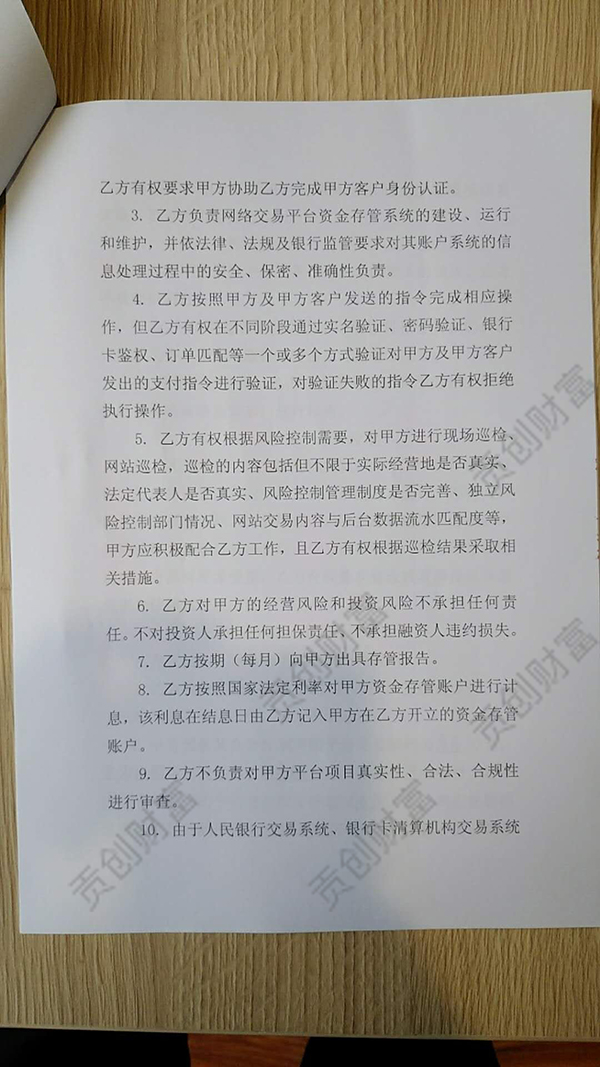 乙方有权要求甲方协助乙方完成甲方客户身份认证。
3. 乙方负责网络交易平台资金存管系统的建设、运行
和维护，并依法律、法规及银行监管要求对其账户系统的信
息处理过程中的安全、保密、准确性负责。
4. 乙方按照甲方及甲方客户发送的指令完成相应操
作，但乙方有权在不同阶段通过实名验证、密码验证、银行
卡鉴权、订单匹配等一个或多个方式验证对甲方及甲方客户
发出的支付指令进行验证，对验证失败的指令乙方有权拒绝
执行操作。
5. 乙方有权根据风险控制需要，对甲方进行现场巡检、
网站巡检，巡检的内容包括但不限于实际经营地是否真实、
法定代表人是否真实、风险控制管理制度是否完善、独立风
险控制部门情况、网站交易内容与后台数据流水匹配度等，
甲方应积极配合乙方工作，且乙方有权根据巡检结果采取相
关措施。
6. 乙方对甲方的经营风险和投资风险不承担任何责
任。不对投资人承担任何担保责任、不承担融资人违约损失。
7. 乙方按期（每月）向甲方出具存管报告。
8. 乙方按照国家法定利率对甲方资金存管账户进行计
息，该利息在结息日由乙方记入甲方在乙方开立的资金存管
账户。
9. 乙方不负责对甲方平台项目真实性、合法、合规性
进行审查。
10. 由于人民银行交易系统、银行卡清算机构交易系统
贡创财富
贡创财富
贡创财富
贡创财富
贡创财富